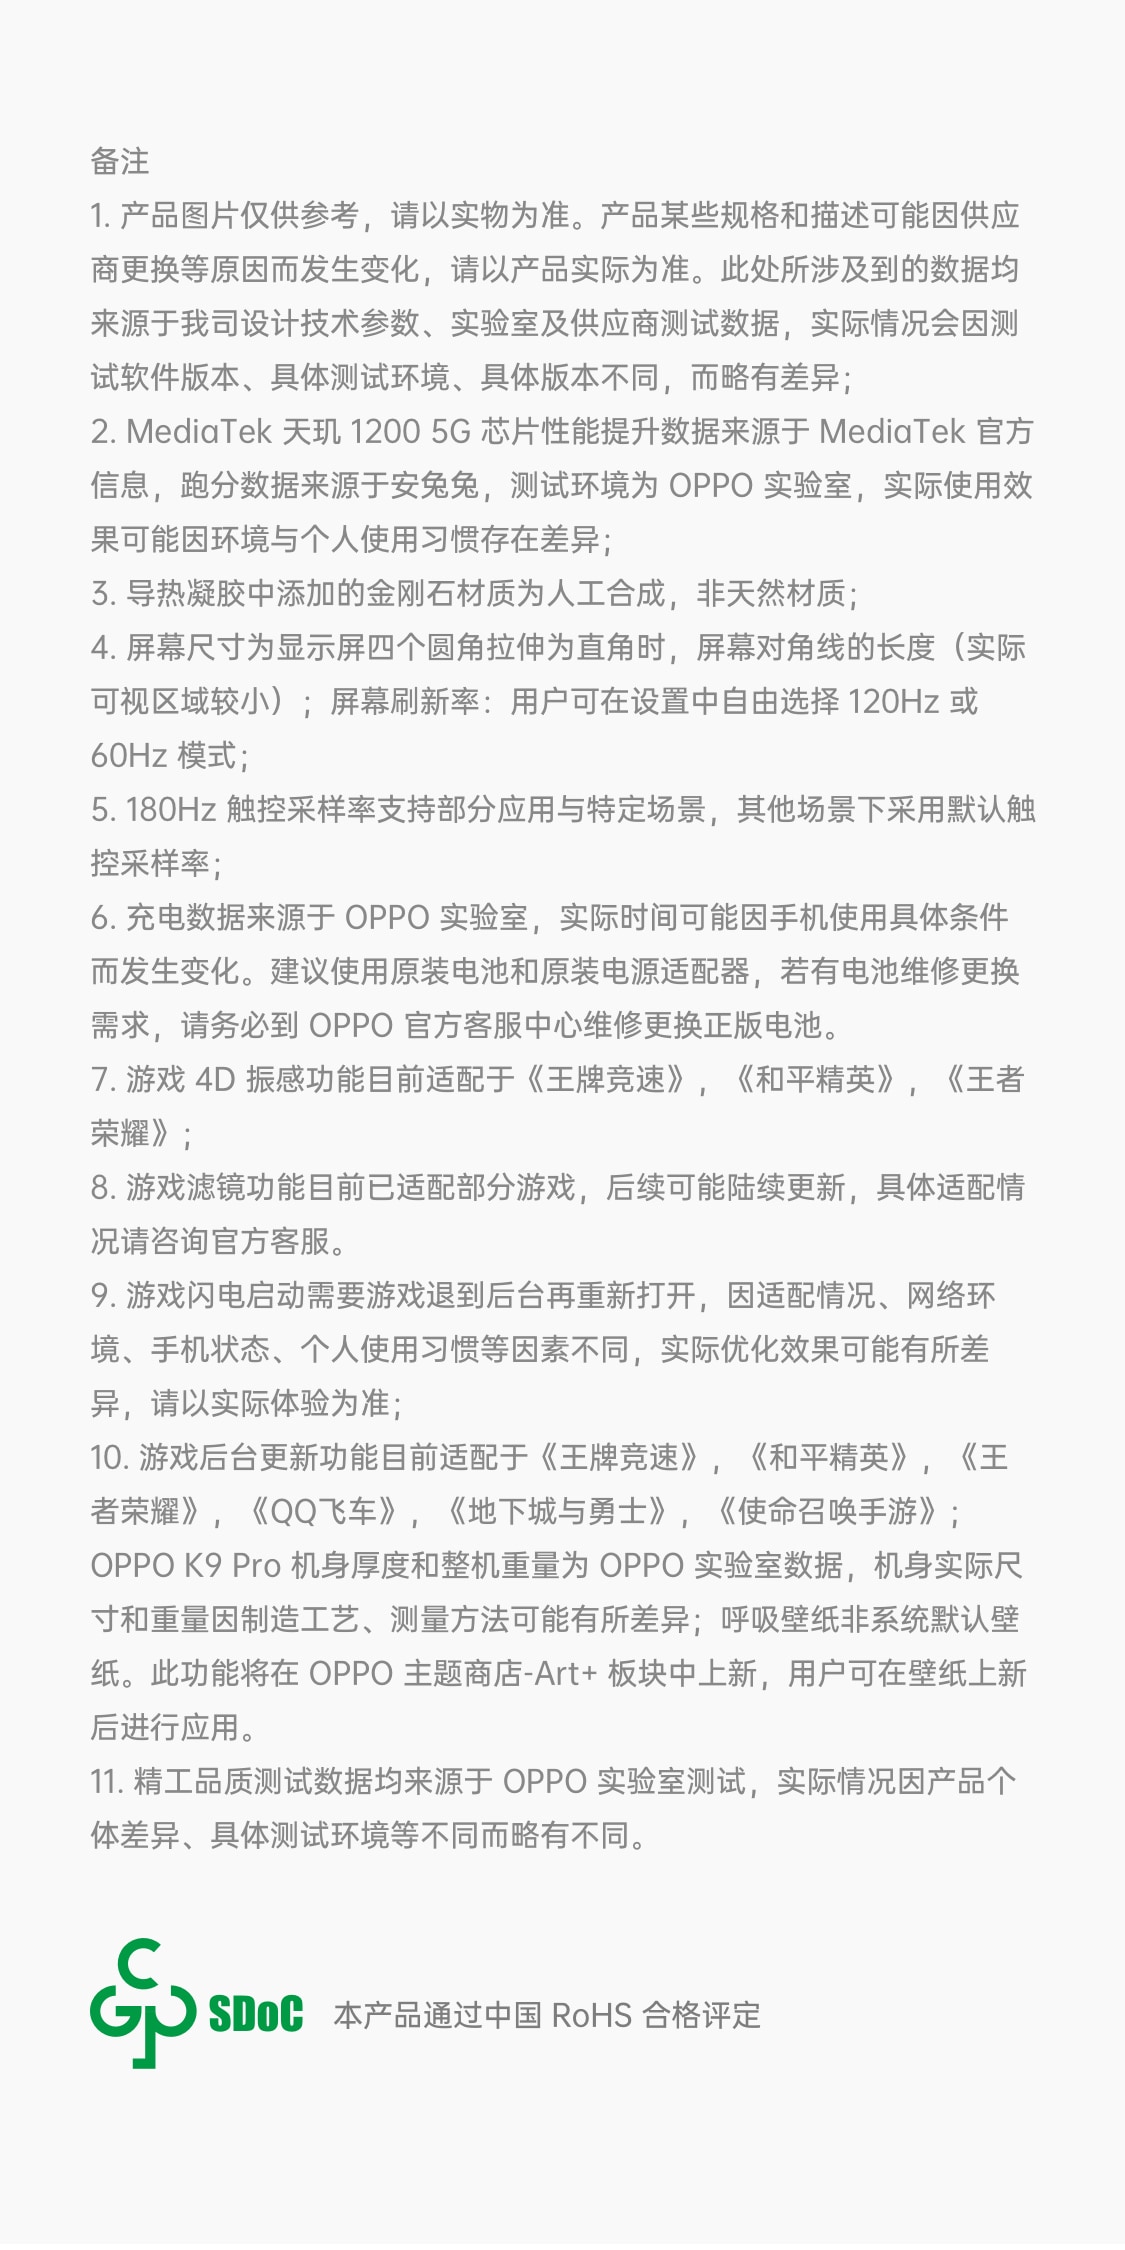 备注
1. 产品图片仅供参考，请以实物为准。产品某些规格和描述可能因供应
商更换等原因而发生变化，请以产品实际为准。此处所涉及到的数据均
来源于我司设计技术参数、实验室及供应商测试数据，实际情况会因测
试软件版本、具体测试环境、具体版本不同，而略有差异；
2. MediaTek 天玑 1200 5G 芯片性能提升数据来源于 MediaTek 官方
信息，跑分数据来源于安兔兔，测试环境为 OPPO 实验室，实际使用效
果可能因环境与个人使用习惯存在差异；
3. 导热凝胶中添加的金刚石材质为人工合成，非天然材质；
4. 屏幕尺寸为显示屏四个圆角拉伸为直角时，屏幕对角线的长度（实际
可视区域较小）；屏幕刷新率：用户可在设置中自由选择 120Hz 或
60Hz 模式；
5. 180Hz 触控采样率支持部分应用与特定场景，其他场景下采用默认触
控采样率；
6. 充电数据来源于 OPPO 实验室，实际时间可能因手机使用具体条件
而发生变化。建议使用原装电池和原装电源适配器，若有电池维修更换
需求，请务必到 OPPO 官方客服中心维修更换正版电池。
7. 游戏 4D 振感功能目前适配于《王牌竞速》，《和平精英》，《王者
荣耀》；
8. 游戏滤镜功能目前已适配部分游戏，后续可能陆续更新，具体适配情
况请咨询官方客服。
9. 游戏闪电启动需要游戏退到后台再重新打开，因适配情况、网络环
境、手机状态、个人使用习惯等因素不同，实际优化效果可能有所差
异，请以实际体验为准；
10. 游戏后台更新功能目前适配于《王牌竞速》，《和平精英》，《王
者荣耀》，《QQ飞车》，《地下城与勇士》，《使命召唤手游》；
OPPO K9 Pro 机身厚度和整机重量为 OPPO 实验室数据，机身实际尺
寸和重量因制造工艺、测量方法可能有所差异；呼吸壁纸非系统默认壁
纸。此功能将在 OPPO 主题商店-Art+ 板块中上新，用户可在壁纸上新
后进行应用。
11. 精工品质测试数据均来源于 OPPO 实验室测试，实际情况因产品个
体差异、具体测试环境等不同而略有不同。
CGP SDoC 本产品通过中国 RoHS 合格评定